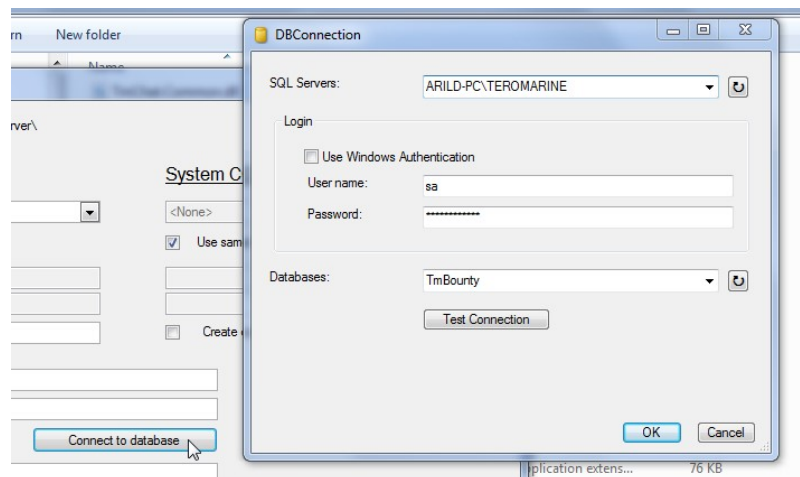 rn New folder
DBConnection
Name
SQL Servers: ARILD-PC\TEROMARINE
rver\
Login
Use Windows Authentication
System C
User name: sa
<None>
Password: ************
Use sam
Databases: TmBounty
Test Connection
Create
Connect to database
OK Cancel
plication extens... 76 KB